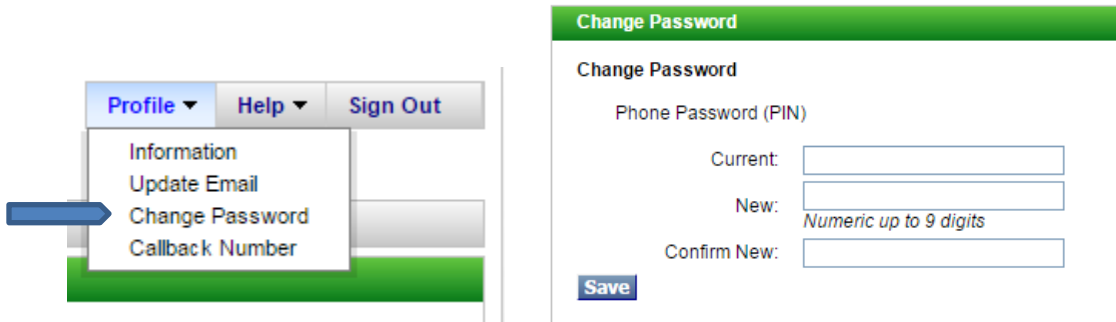 Profile ▼ Help ▼ Sign Out
Information
Update Email
Change Password
Callback Number
Change Password
Change Password
Phone Password (PIN)
Current:
New:
Numeric up to 9 digits
Confirm New:
Save